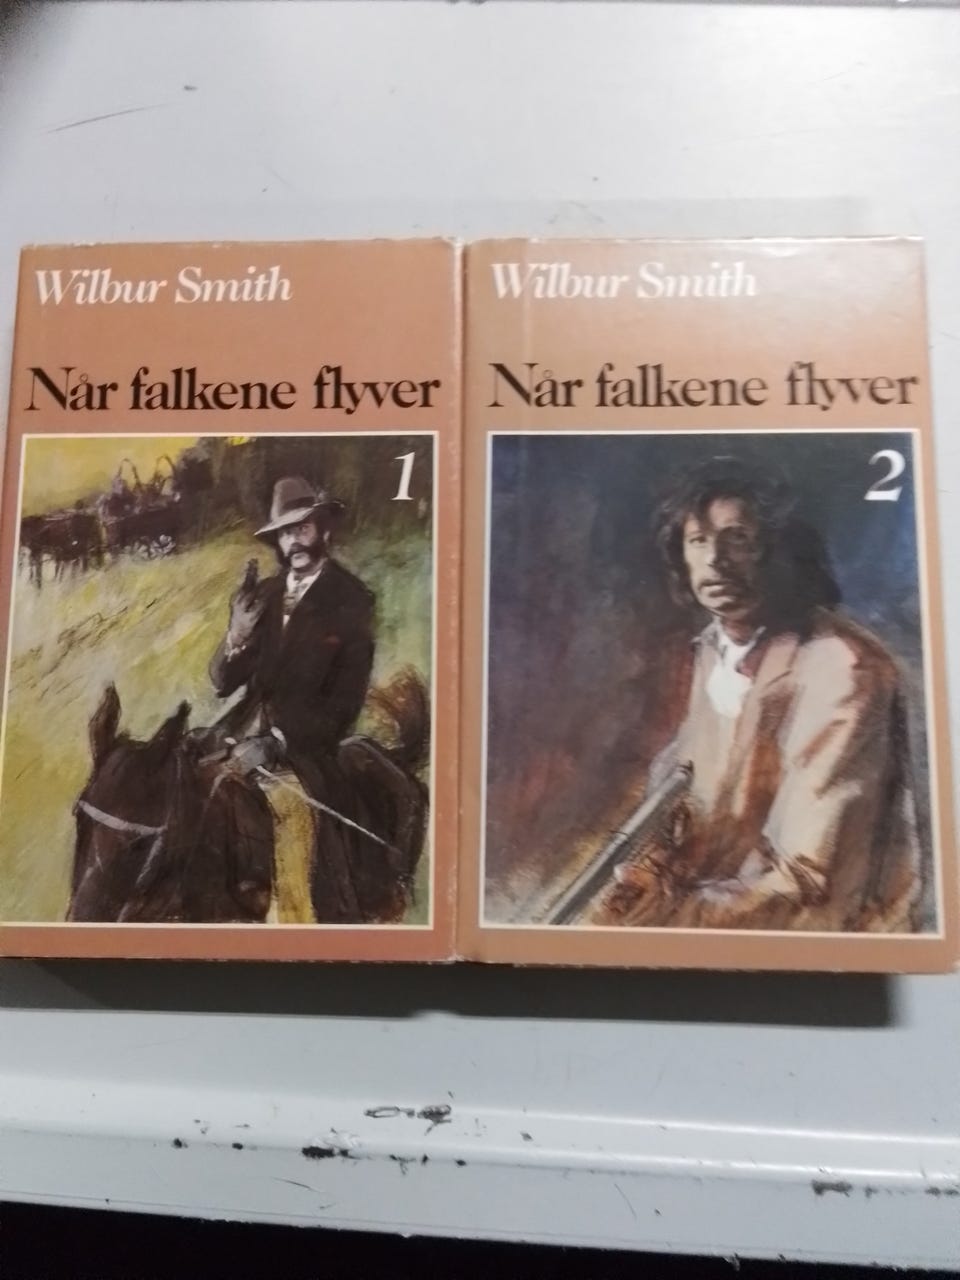 Wilbur Smith
Når falkene flyver
1
Wilbur Smith
Når falkene flyver
2